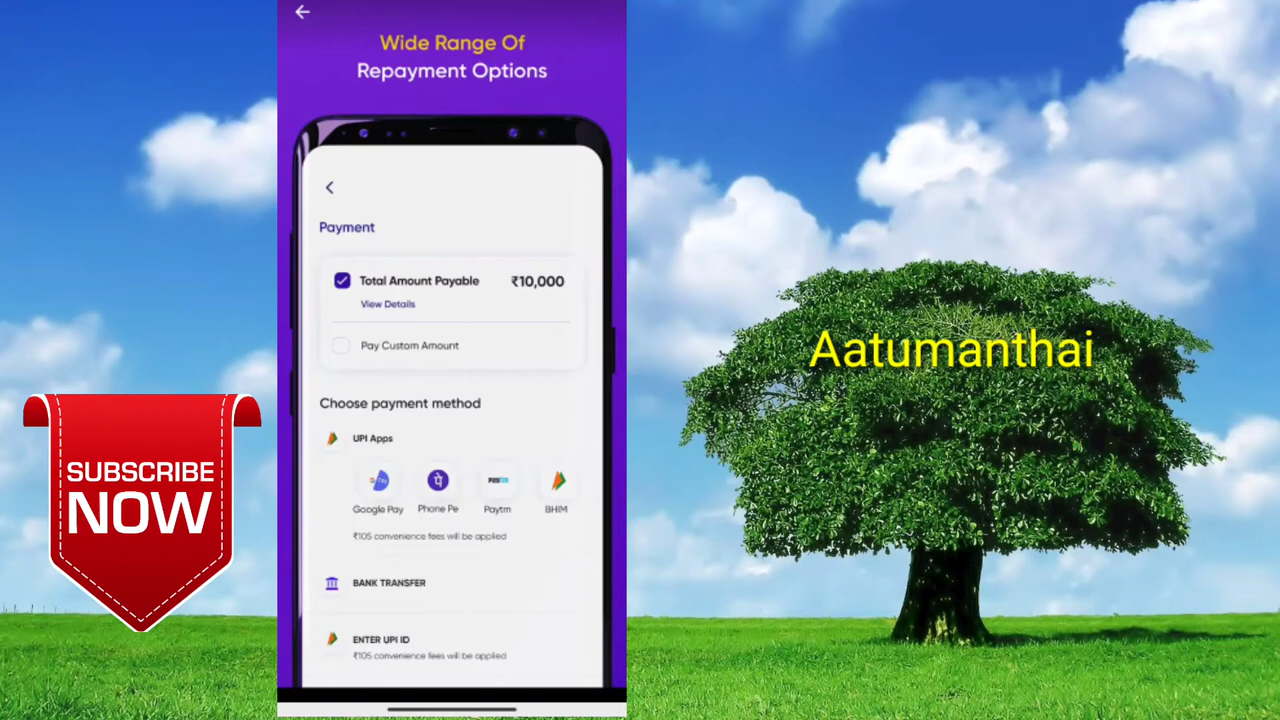 Wide Range Of
Repayment Options
Payment
Total Amount Payable ₹10,000
View Details
Pay Custom Amount
Choose payment method
UPI Apps
Google Pay Phone Pe Paytm BHIM
₹105 convenience fees will be applied
BANK TRANSFER
ENTER UPI ID
₹105 convenience fees will be applied
SUBSCRIBE
NOW
Aatumanthai